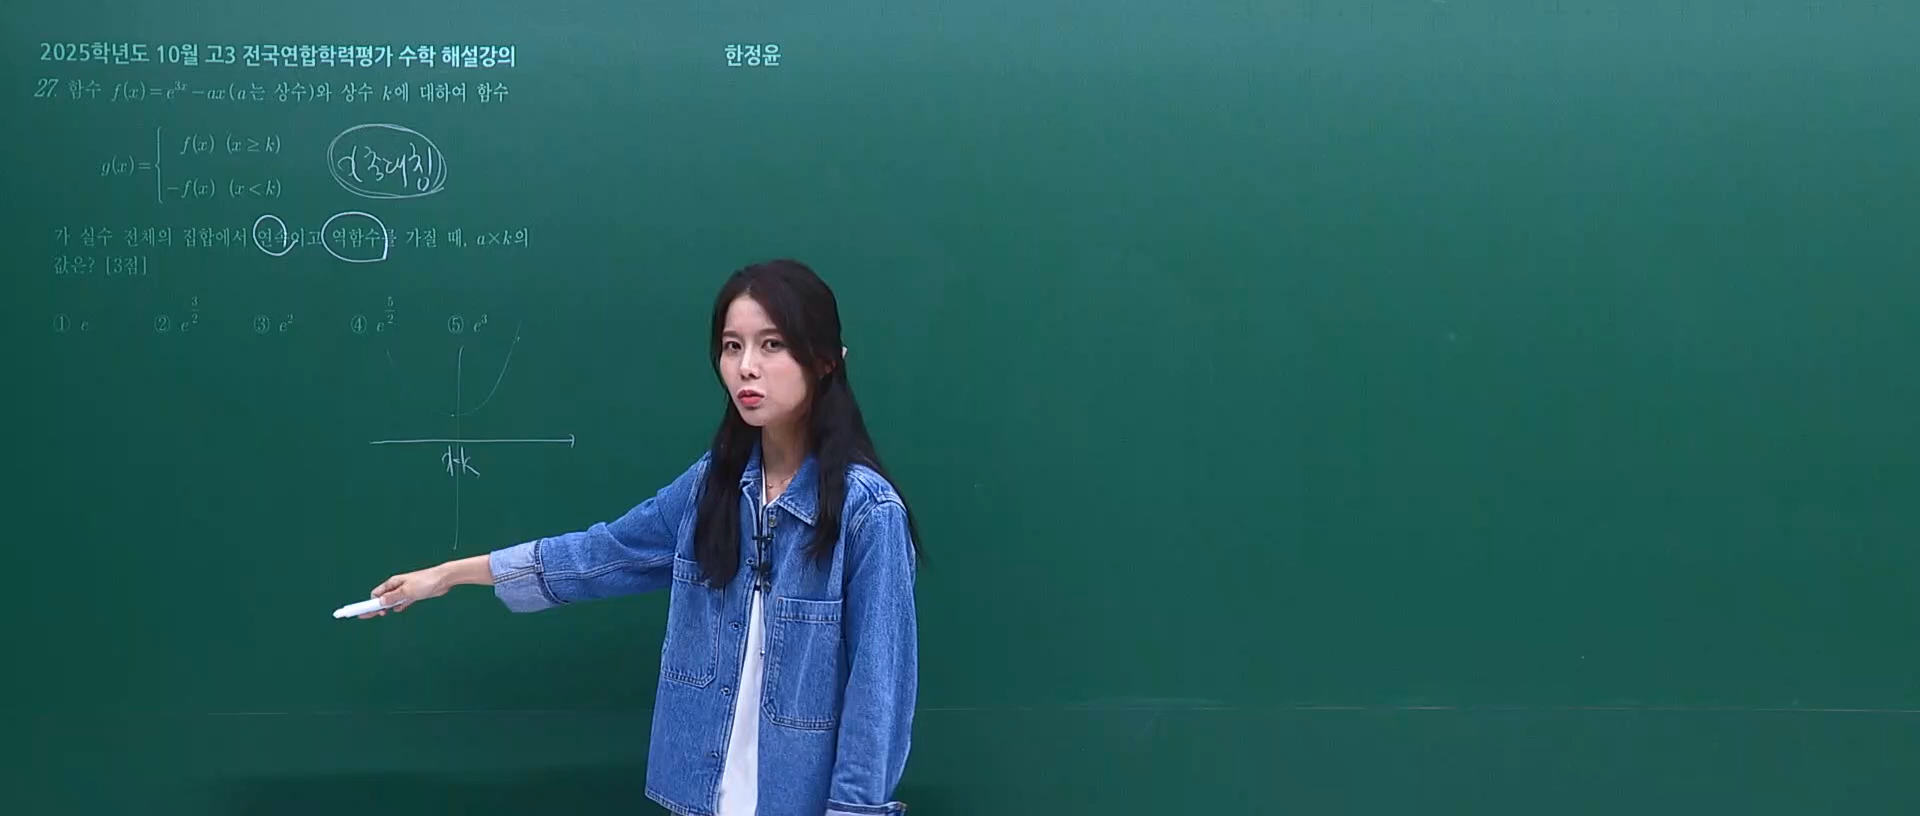 2025학년도 10월 고3 전국연합학력평가 수학 해설강의
한정윤
27. 함수 f(x)=e^{3x}-ax(a는 상수)와 상수 k에 대하여 함수
g(x)={ f(x) (x≥k)
-f(x) (x<k)
x축대칭
가 실수 전체의 집합에서 연속이고 역함수를 가질 때, a×k의
값은? [3점]
① e ② e^{3/2} ③ e^2 ④ e^{5/2} ⑤ e^3
x=k